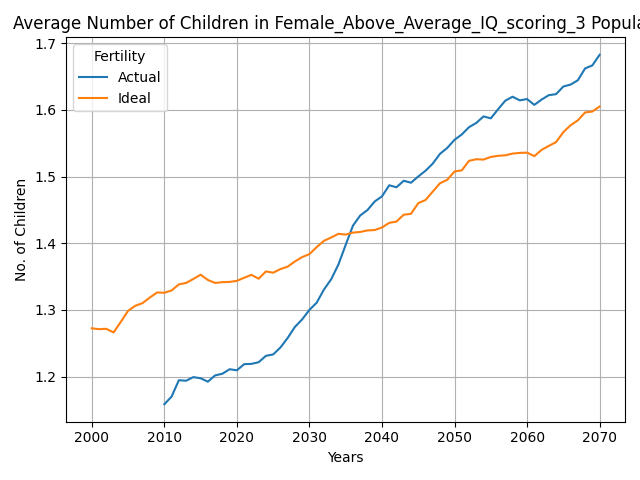 Average Number of Children in Female_Above_Average_IQ_scoring_3 Popula
Fertility
Actual
Ideal
No. of Children
1.7
1.6
1.5
1.4
1.3
1.2
2000 2010 2020 2030 2040 2050 2060 2070
Years